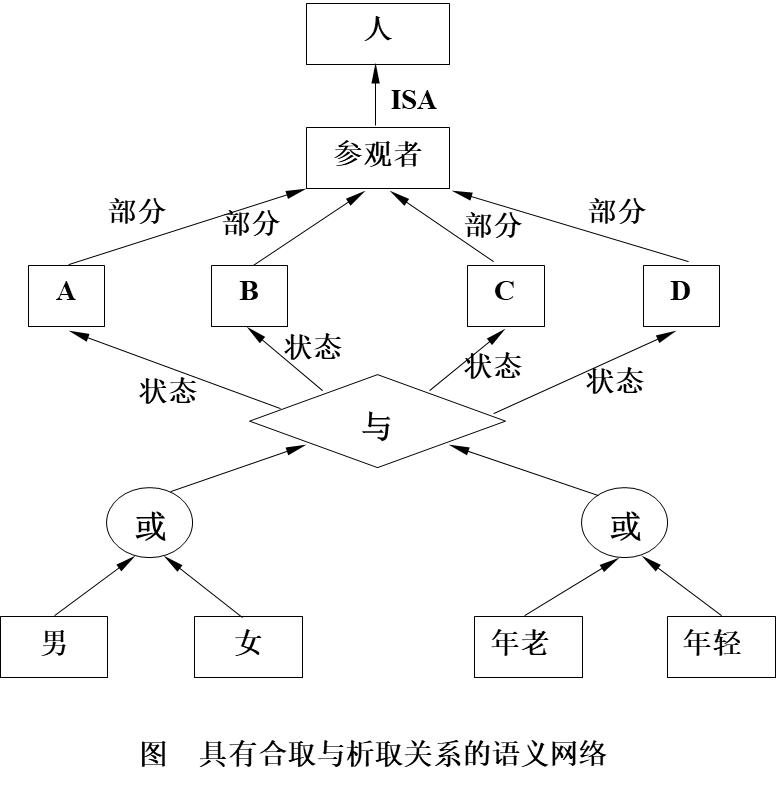 人
ISA
参观者
部分
部分
部分
部分
A
B
C
D
状态
状态
状态
状态
与
或
或
男
女
年老
年轻
图 具有合取与析取关系的语义网络